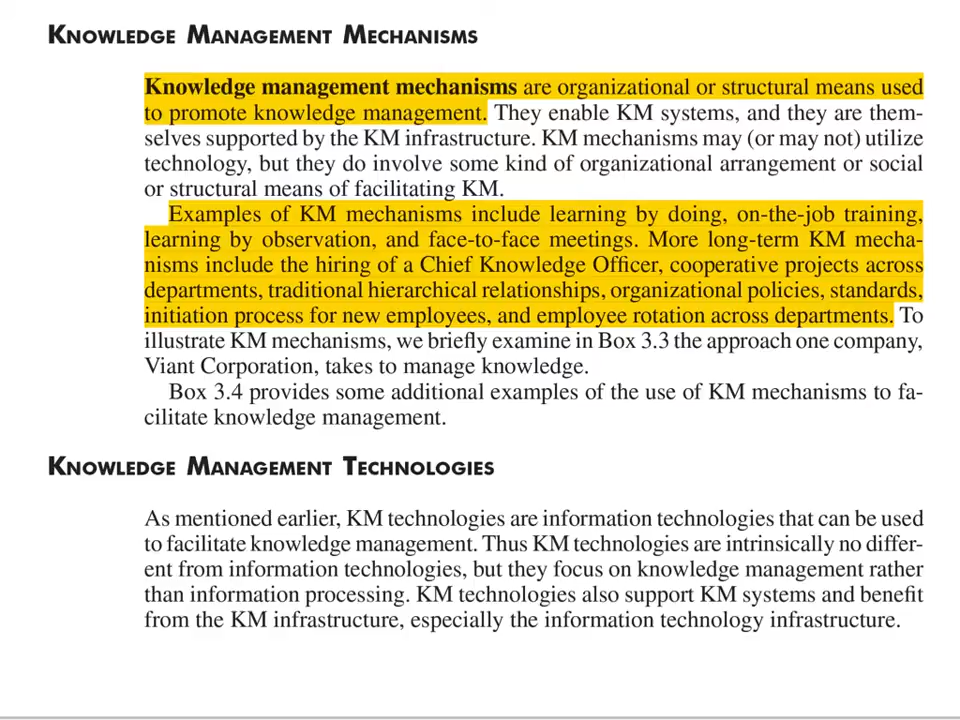 KNOWLEDGE MANAGEMENT MECHANISMS
Knowledge management mechanisms are organizational or structural means used
to promote knowledge management. They enable KM systems, and they are them-
selves supported by the KM infrastructure. KM mechanisms may (or may not) utilize
technology, but they do involve some kind of organizational arrangement or social
or structural means of facilitating KM.
Examples of KM mechanisms include learning by doing, on-the-job training,
learning by observation, and face-to-face meetings. More long-term KM mecha-
nisms include the hiring of a Chief Knowledge Officer, cooperative projects across
departments, traditional hierarchical relationships, organizational policies, standards,
initiation process for new employees, and employee rotation across departments. To
illustrate KM mechanisms, we briefly examine in Box 3.3 the approach one company,
Viant Corporation, takes to manage knowledge.
Box 3.4 provides some additional examples of the use of KM mechanisms to fa-
cilitate knowledge management.
KNOWLEDGE MANAGEMENT TECHNOLOGIES
As mentioned earlier, KM technologies are information technologies that can be used
to facilitate knowledge management. Thus KM technologies are intrinsically no differ-
ent from information technologies, but they focus on knowledge management rather
than information processing. KM technologies also support KM systems and benefit
from the KM infrastructure, especially the information technology infrastructure.